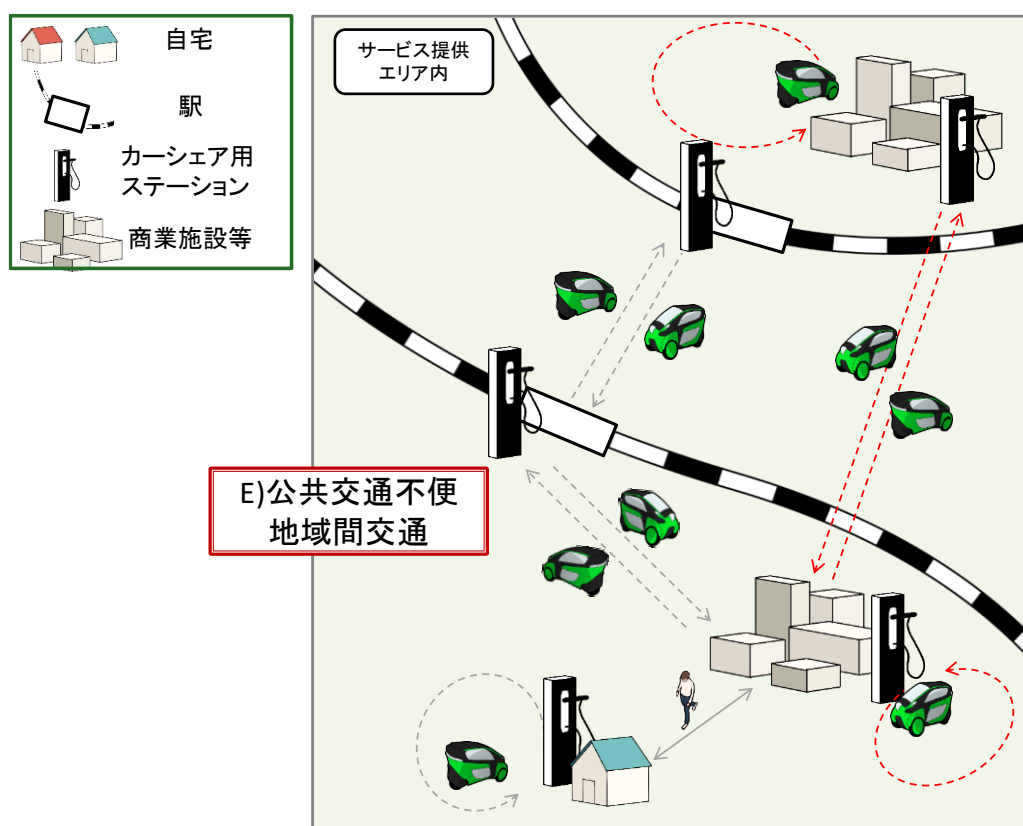 自宅
駅
カーシェア用
ステーション
商業施設等
サービス提供
エリア内
E)公共交通不便
地域間交通